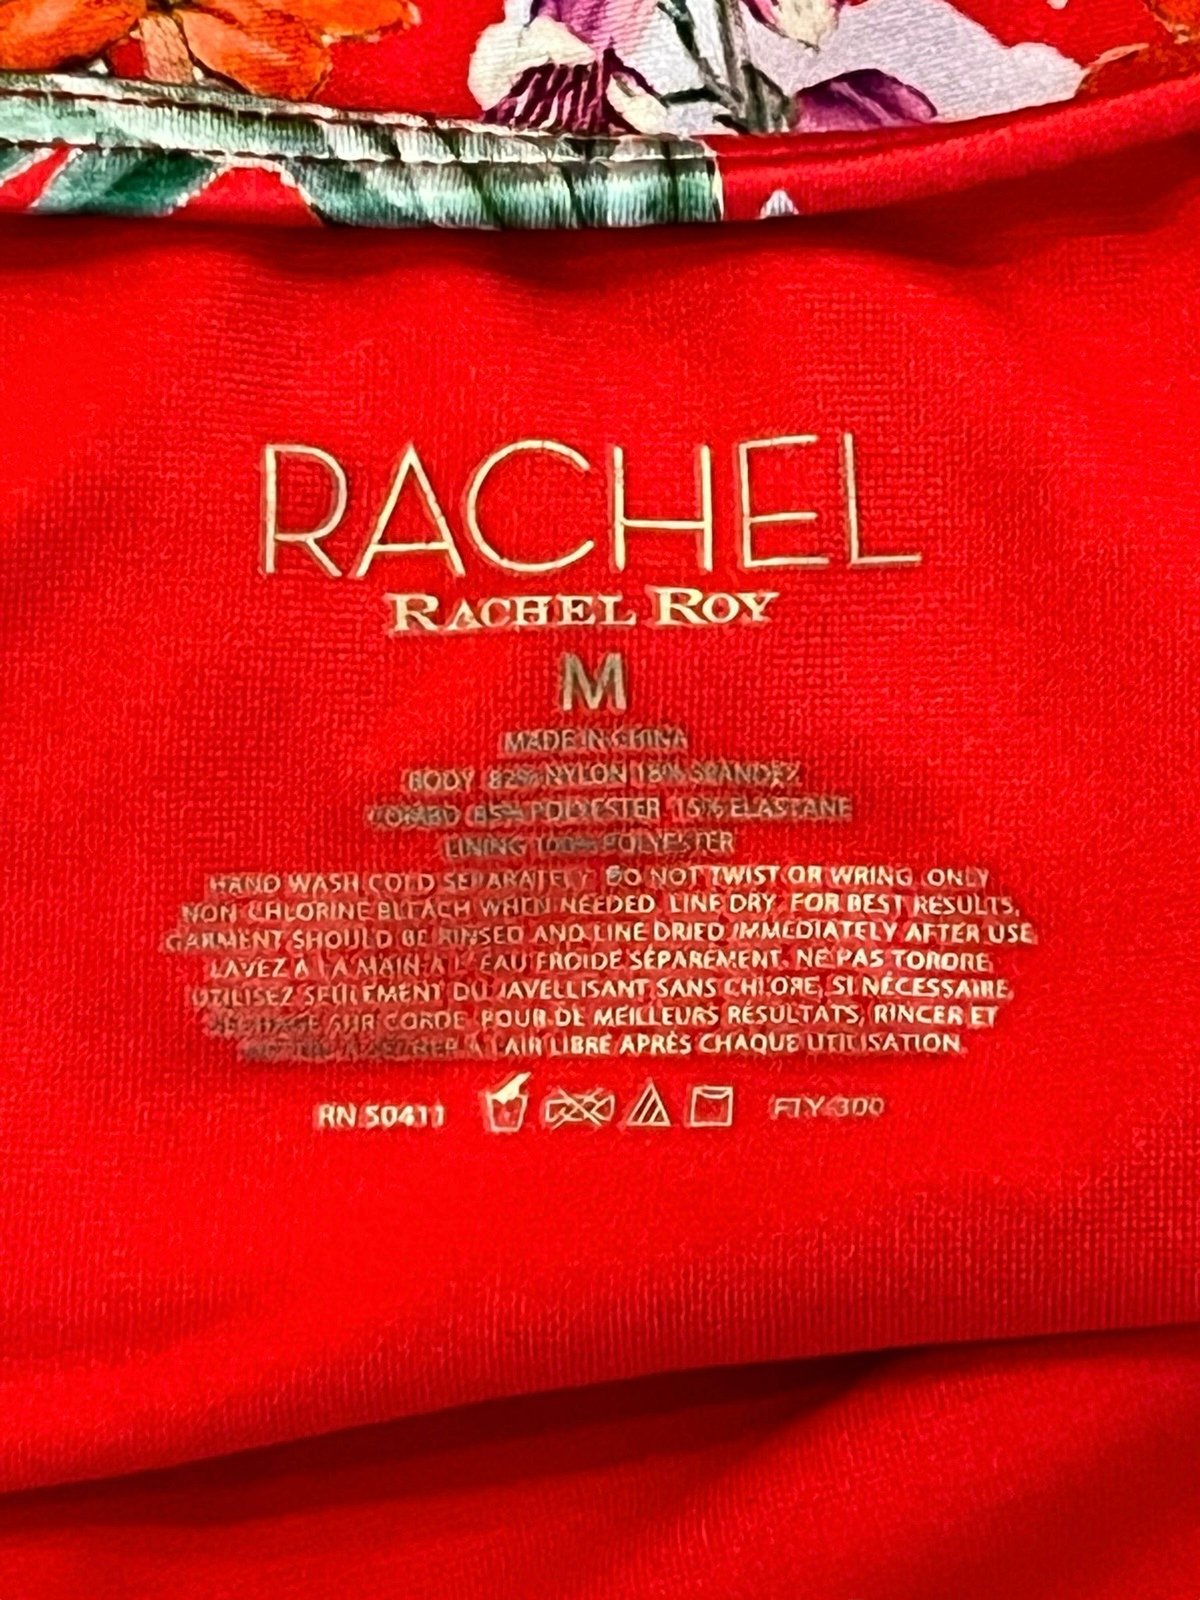 RACHEL
RACHEL ROY
M
MADE IN CHINA
BODY 82% NYLON 18% SPANDEX
COMBO 85% POLYESTER 15% ELASTANE
LINING 100% POLYESTER
HAND WASH COLD SEPARATELY. DO NOT TWIST OR WRING. ONLY
NON CHLORINE BLEACH WHEN NEEDED. LINE DRY. FOR BEST RESULTS,
GARMENT SHOULD BE RINSED AND LINE DRIED IMMEDIATELY AFTER USE.
LAVEZ À LA MAIN À L'EAU FROIDE SÉPARÉMENT. NE PAS TORDRE.
UTILISEZ SEULEMENT DU JAVELLISANT SANS CHLORE, SI NÉCESSAIRE.
SUR CORDE. POUR DE MEILLEURS RÉSULTATS, RINCER ET
À L'AIR LIBRE APRÈS CHAQUE UTILISATION.
RN 50411 FTY 300